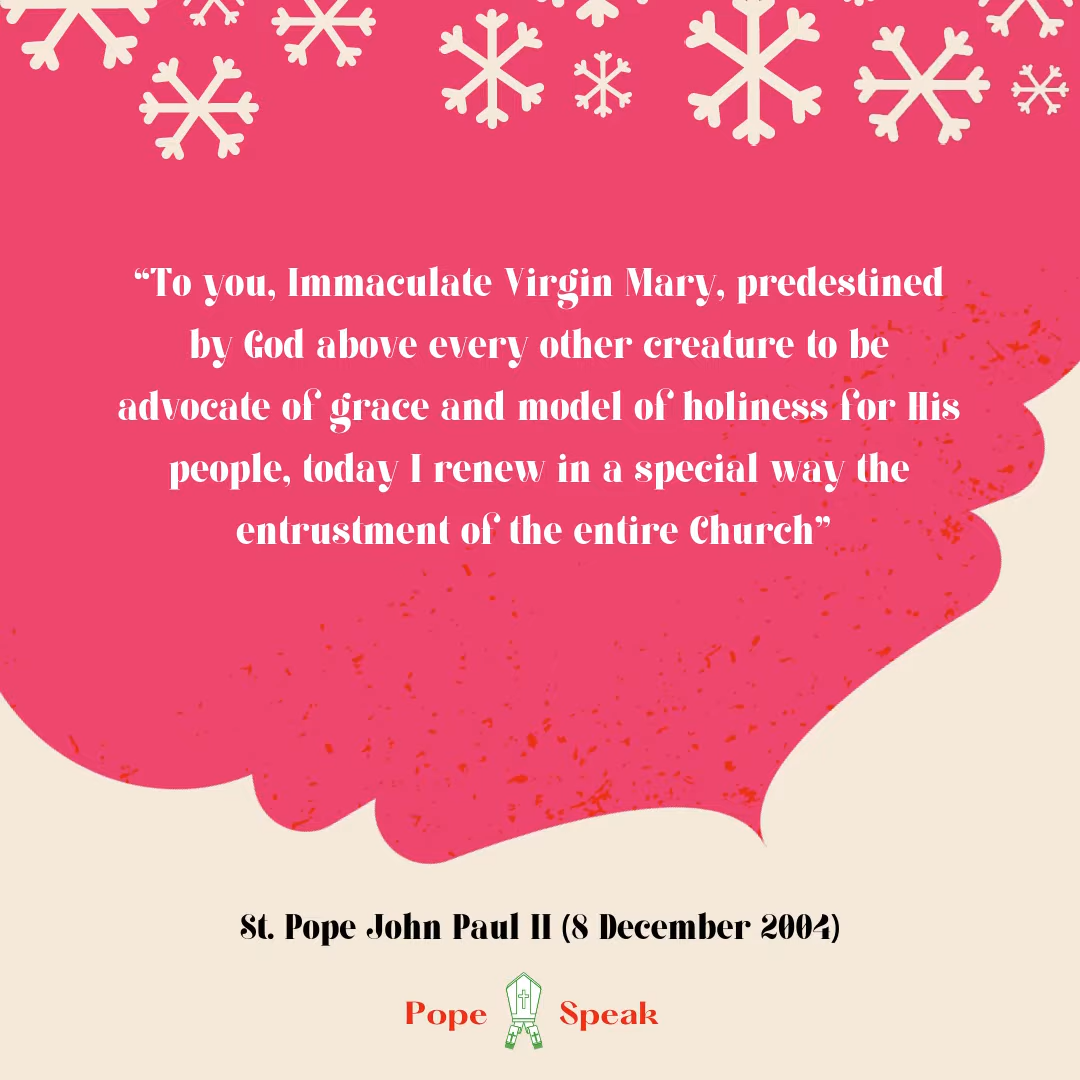 “To you, Immaculate Virgin Mary, predestined
by God above every other creature to be
advocate of grace and model of holiness for His
people, today I renew in a special way the
entrustment of the entire Church”
St. Pope John Paul II (8 December 2004)
Pope Speak